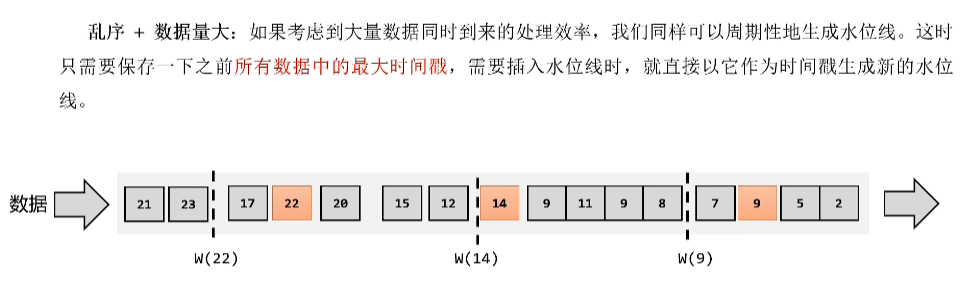 乱序 + 数据量大：如果考虑到大量数据同时到来的处理效率，我们同样可以周期性地生成水位线。这时
只需要保存一下之前所有数据中的最大时间戳，需要插入水位线时，就直接以它作为时间戳生成新的水位
线。
数据 21 23 17 22 20 15 12 14 9 11 9 8 7 9 5 2
W(22) W(14) W(9)